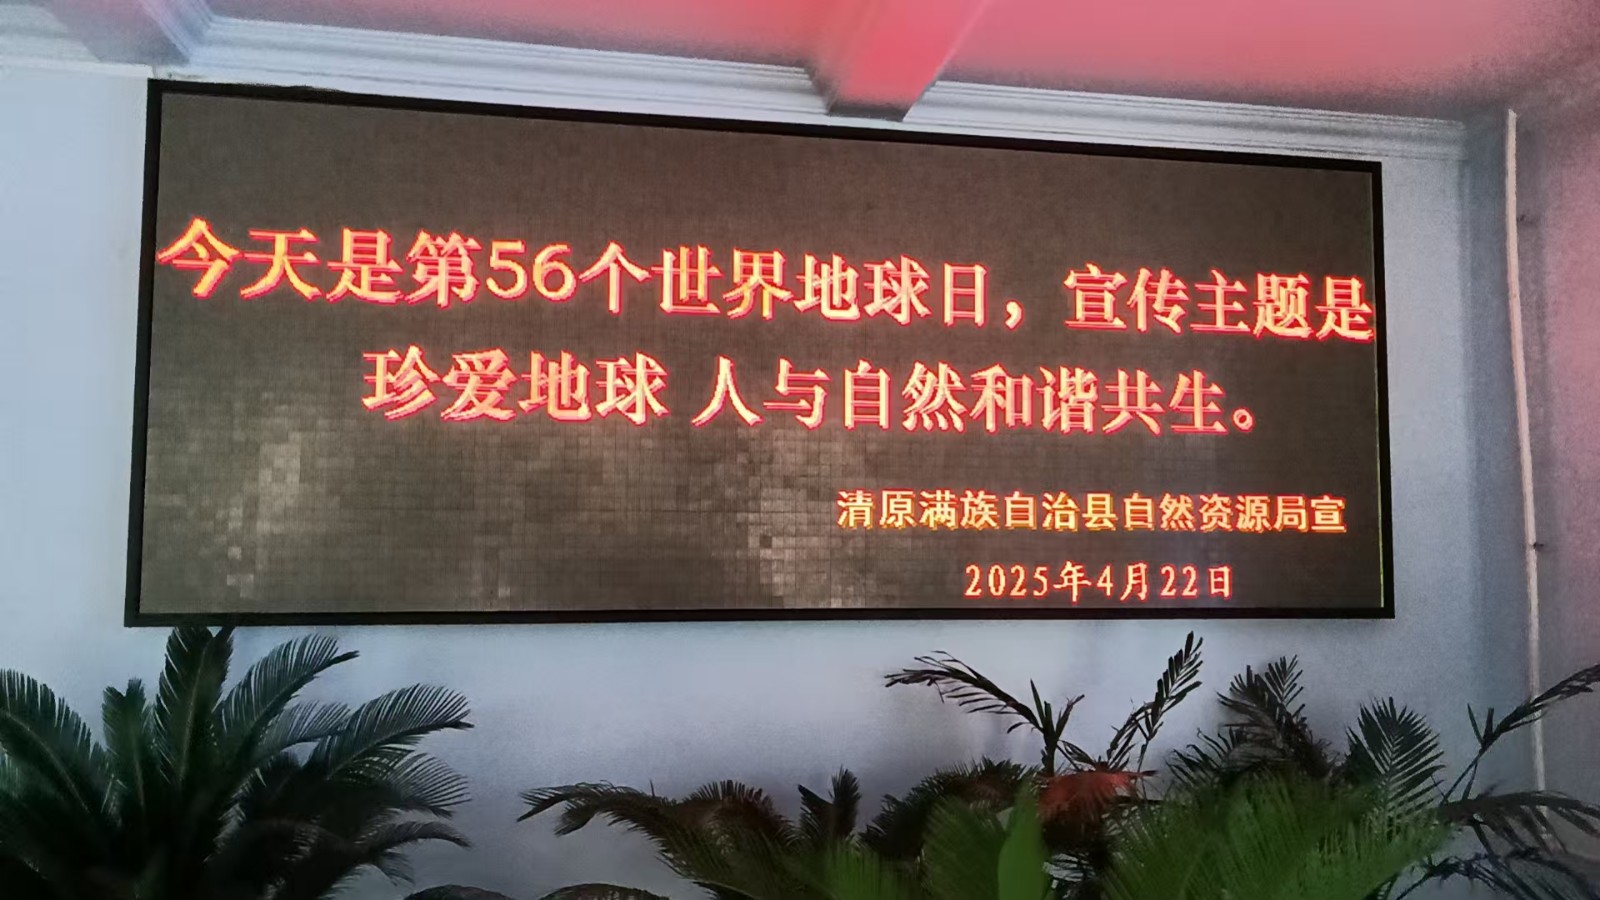 今天是第56个世界地球日，宣传主题是
珍爱地球 人与自然和谐共生。
清原满族自治县自然资源局宣
2025年4月22日